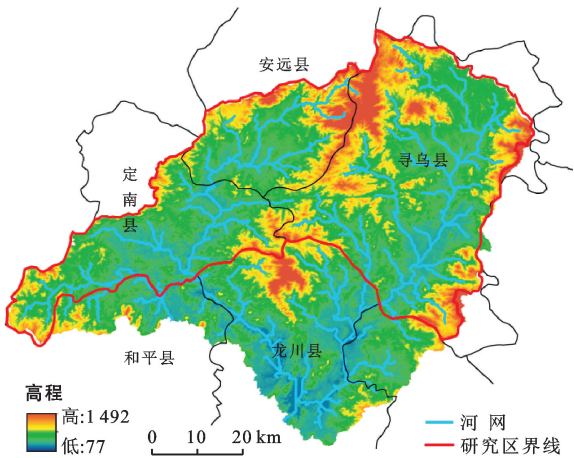 安远县
寻乌县
定
南
县
和平县
龙川县
高程
高:1 492
低:77
0 10 20 km
河 网
研究区界线